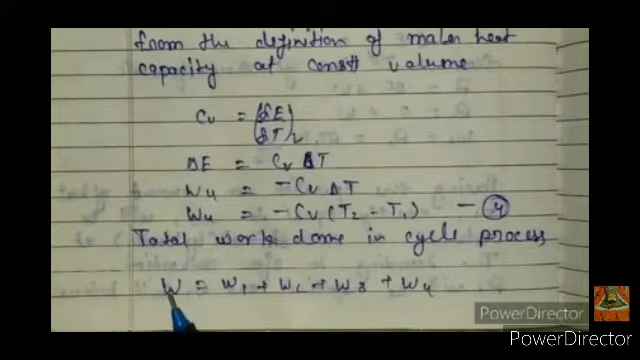 from the definition of molar heat
capacity at constt volume
Cv = (δE/δT)v
ΔE = Cv ΔT
W4 = -Cv ΔT
W4 = -Cv (T2 - T1) - 4
Total work done in cycle process
W = W1 + W2 + W3 + W4
PowerDirector
PowerDirector